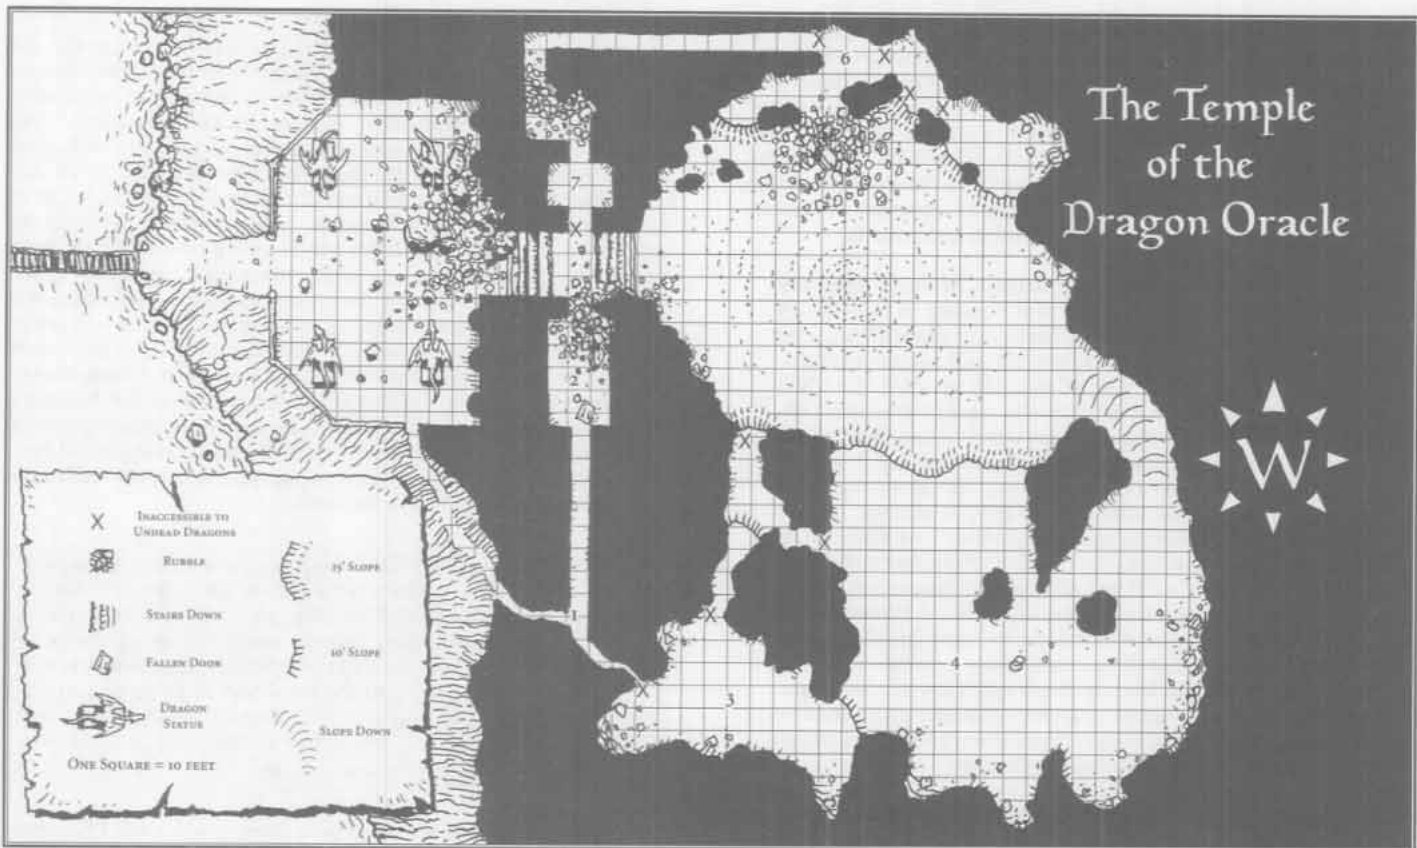 The Temple
of the
Dragon Oracle
6
7
5
2
1
4
3
W
X
Inaccessible to
Undead Dragons
Rubble
Stairs Down
Fallen Door
Dragon
Statue
15' Slope
10' Slope
Slope Down
One Square = 10 feet